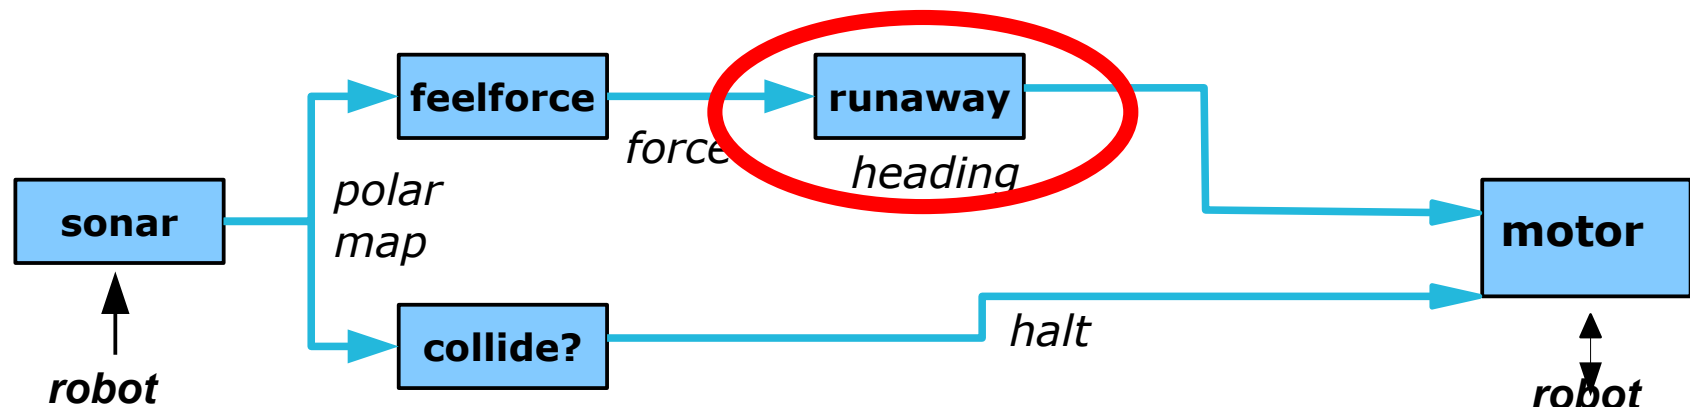 feelforce
runaway
force
heading
polar
map
sonar
motor
collide?
halt
robot
robot